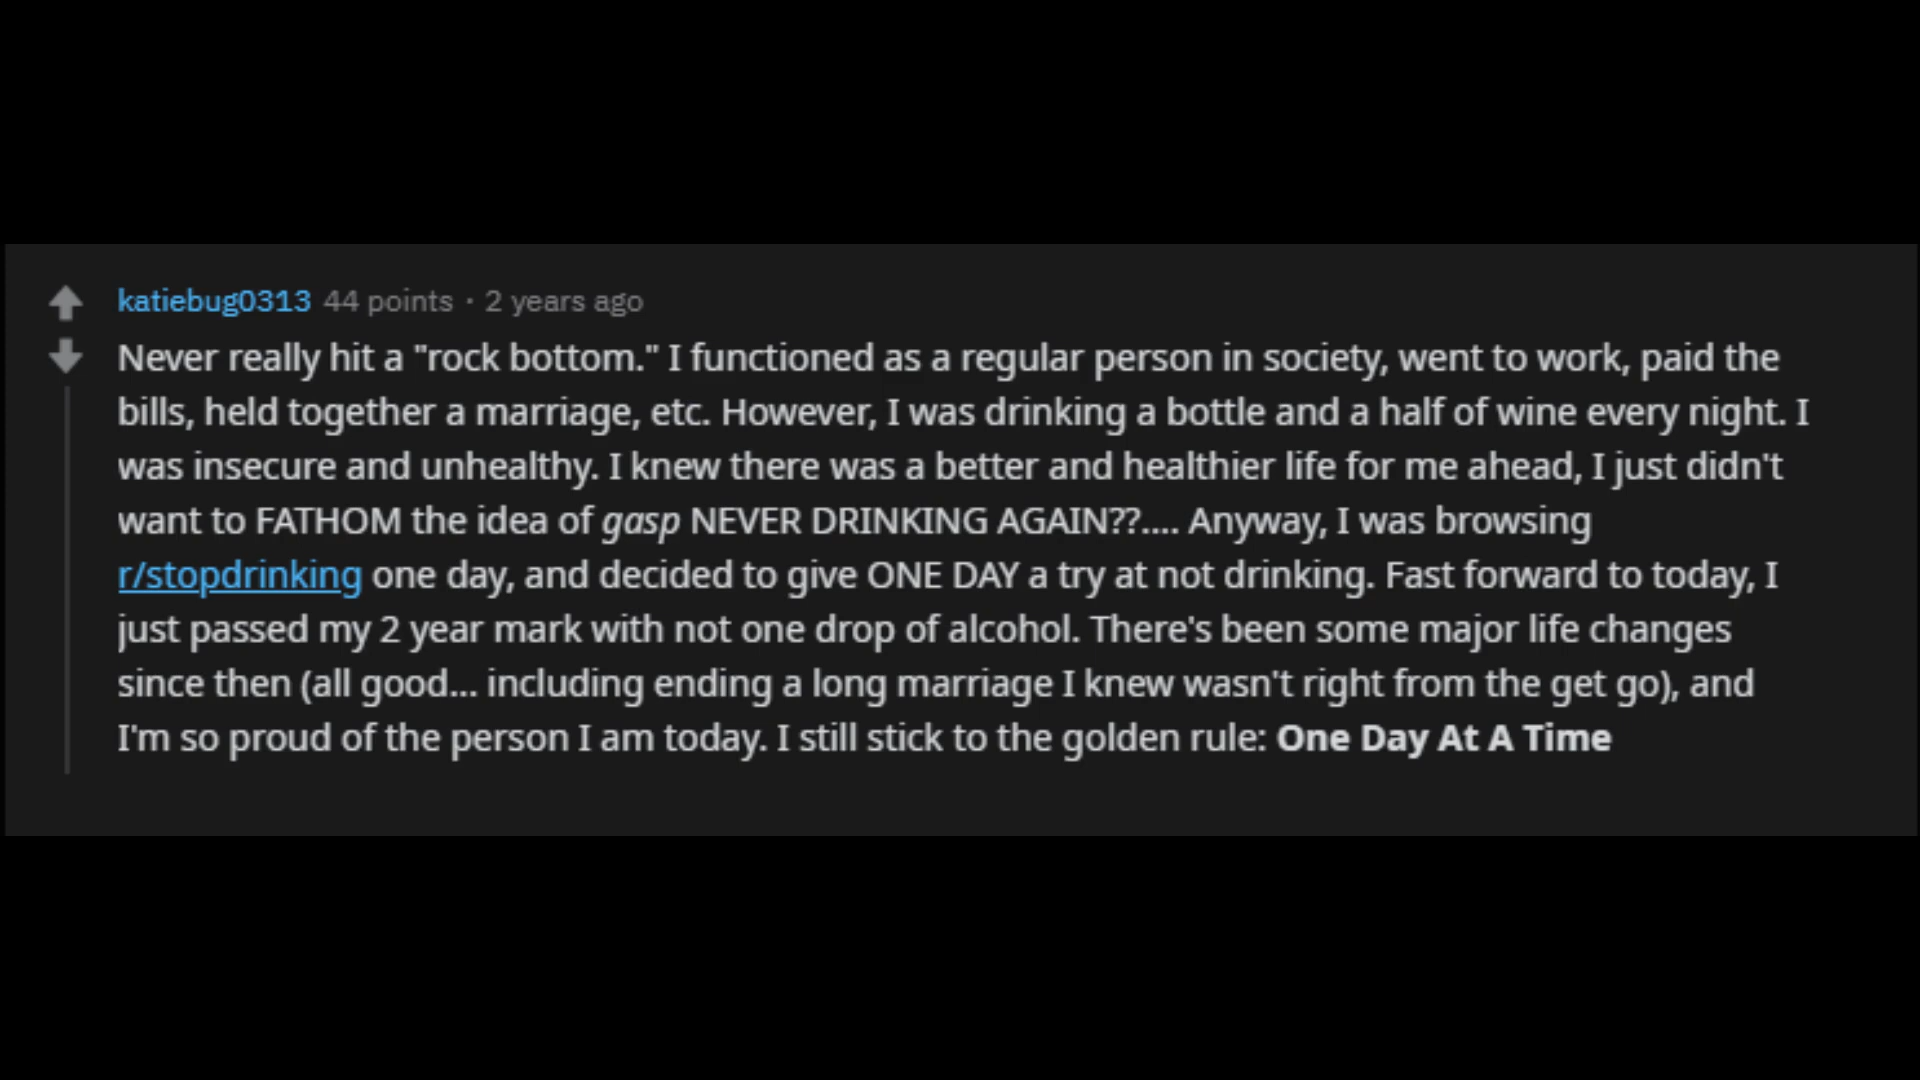 katiebug0313 44 points · 2 years ago
Never really hit a "rock bottom." I functioned as a regular person in society, went to work, paid the
bills, held together a marriage, etc. However, I was drinking a bottle and a half of wine every night. I
was insecure and unhealthy. I knew there was a better and healthier life for me ahead, I just didn't
want to FATHOM the idea of gasp NEVER DRINKING AGAIN??.... Anyway, I was browsing
r/stopdrinking one day, and decided to give ONE DAY a try at not drinking. Fast forward to today, I
just passed my 2 year mark with not one drop of alcohol. There's been some major life changes
since then (all good... including ending a long marriage I knew wasn't right from the get go), and
I'm so proud of the person I am today. I still stick to the golden rule: One Day At A Time